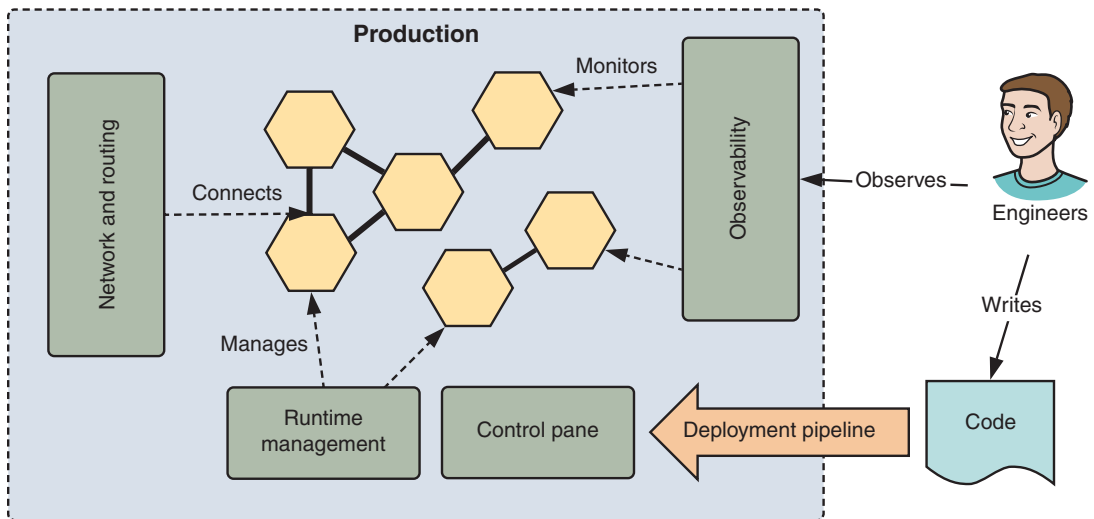 Production
Monitors
Network and routing
Connects
Observability
Observes
Engineers
Writes
Manages
Runtime
management
Control pane
Deployment pipeline
Code